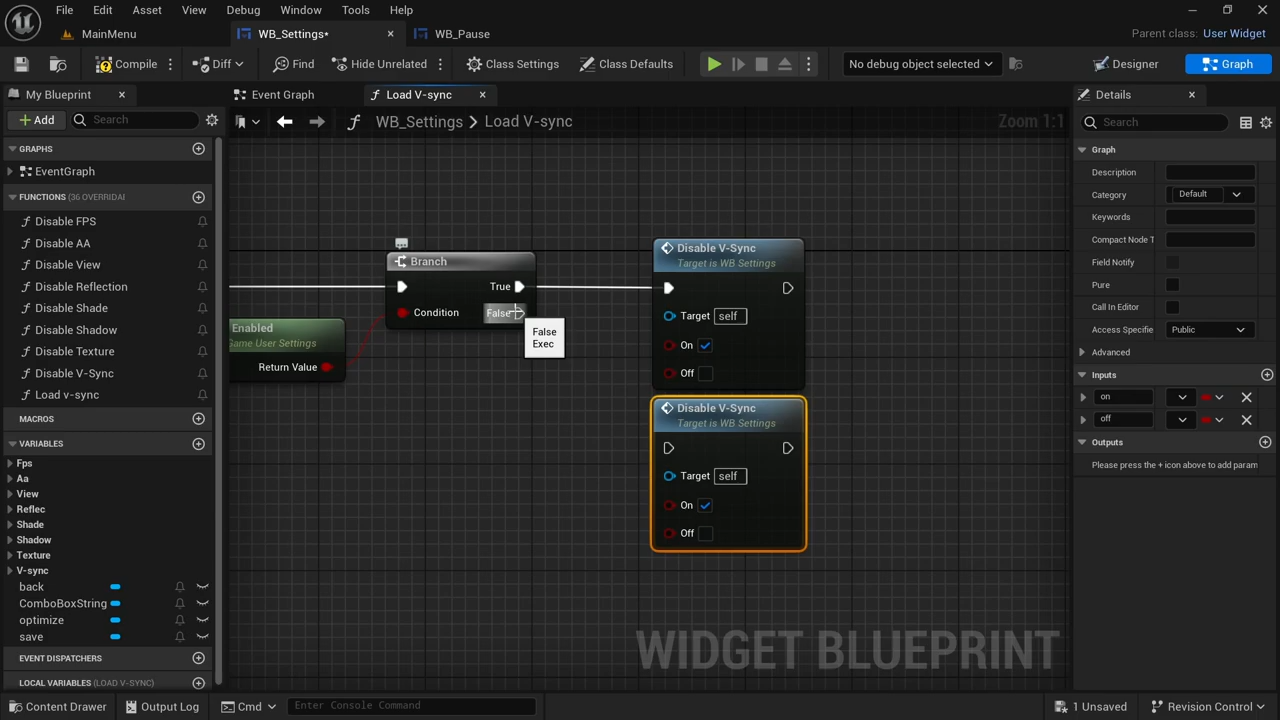 File Edit Asset View Debug Window Tools Help
MainMenu
WB_Settings*
WB_Pause
Parent class: User Widget
Compile
Diff
Find
Hide Unrelated
Class Settings
Class Defaults
No debug object selected
Designer
Graph
My Blueprint
Event Graph
Load V-sync
Details
Add
Search
WB_Settings > Load V-sync
Zoom 1:1
Search
GRAPHS
EventGraph
FUNCTIONS (36 OVERRIDAI
Disable FPS
Disable AA
Disable View
Disable Reflection
Disable Shade
Disable Shadow
Disable Texture
Disable V-Sync
Load v-sync
MACROS
VARIABLES
Fps
Aa
View
Reflec
Shade
Shadow
Texture
V-sync
back
ComboBoxString
optimize
save
EVENT DISPATCHERS
LOCAL VARIABLES (LOAD V-SYNC)
Enabled
Game User Settings
Return Value
Branch
True
Condition
False
False
Exec
Disable V-Sync
Target is WB Settings
Target self
On
Off
Disable V-Sync
Target is WB Settings
Target self
On
Off
WIDGET BLUEPRINT
Graph
Description
Category Default
Keywords
Compact Node T
Field Notify
Pure
Call In Editor
Access Specifie Public
Advanced
Inputs
on
off
Outputs
Please press the + icon above to add param
Content Drawer
Output Log
Cmd
Enter Console Command
1 Unsaved
Revision Control